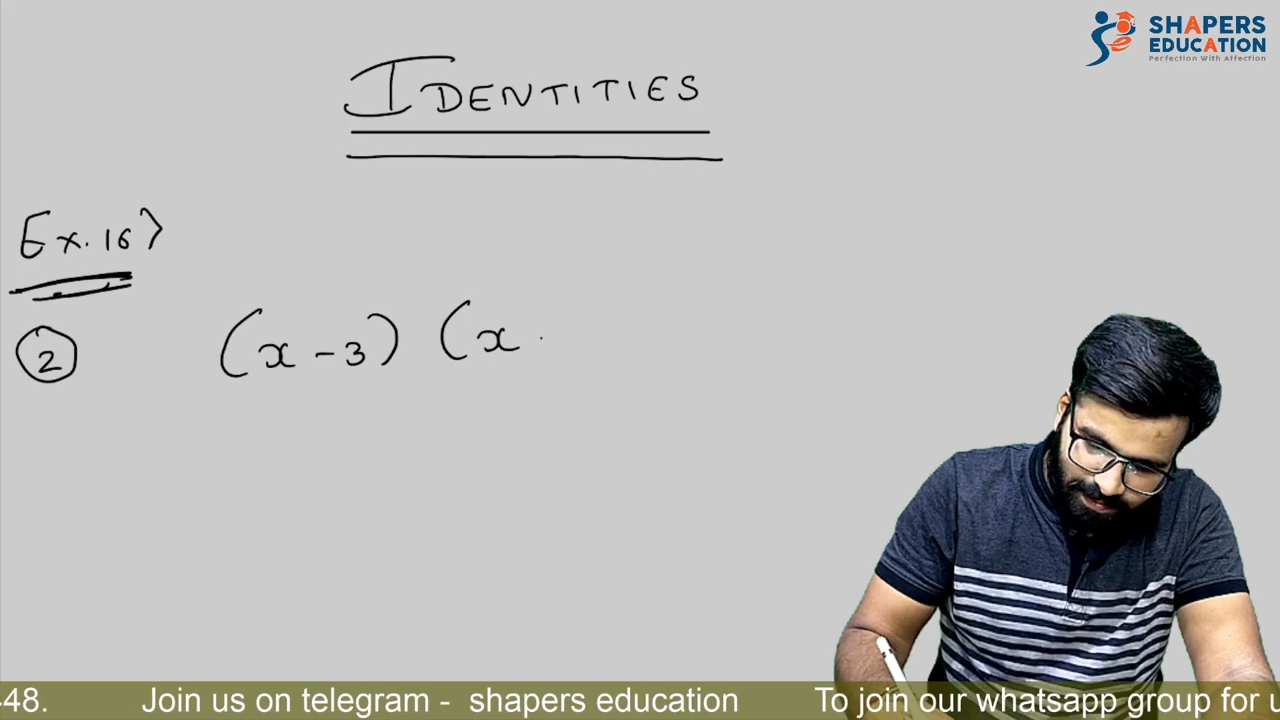 SHAPERS
EDUCATION
Perfection With Affection
IDENTITIES
Ex. 16>
2 (x - 3) (x
-48. Join us on telegram - shapers education To join our whatsapp group for u